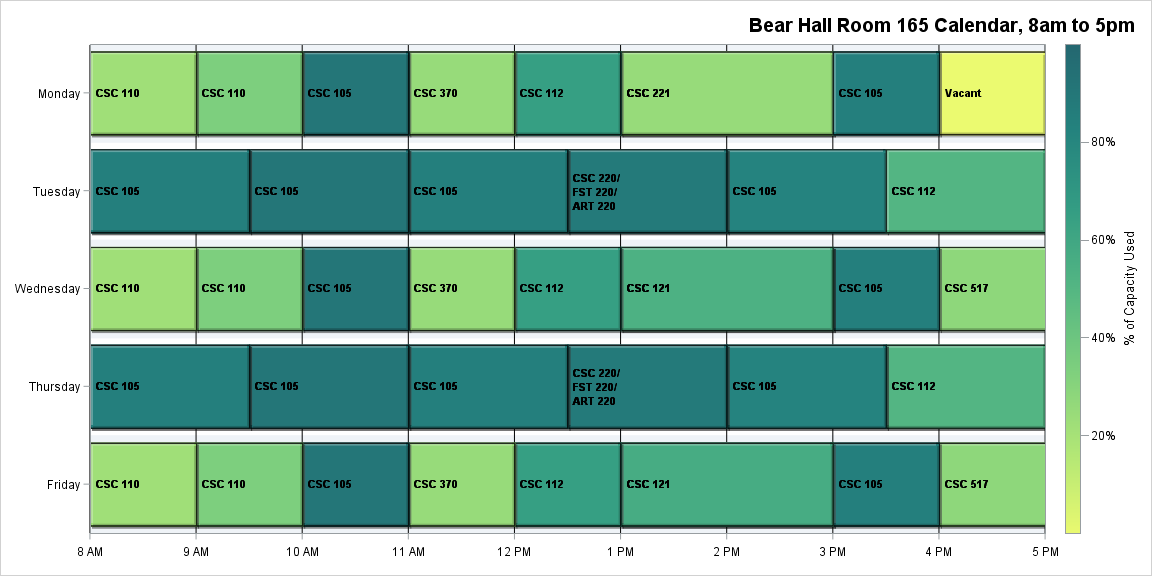 Bear Hall Room 165 Calendar, 8am to 5pm
Monday
CSC 110
CSC 110
CSC 105
CSC 370
CSC 112
CSC 221
CSC 105
Vacant
Tuesday
CSC 105
CSC 105
CSC 105
CSC 220/
FST 220/
ART 220
CSC 105
CSC 112
Wednesday
CSC 110
CSC 110
CSC 105
CSC 370
CSC 112
CSC 121
CSC 105
CSC 517
Thursday
CSC 105
CSC 105
CSC 105
CSC 220/
FST 220/
ART 220
CSC 105
CSC 112
Friday
CSC 110
CSC 110
CSC 105
CSC 370
CSC 112
CSC 121
CSC 105
CSC 517
8 AM
9 AM
10 AM
11 AM
12 PM
1 PM
2 PM
3 PM
4 PM
5 PM
80%
60%
40%
20%
% of Capacity Used